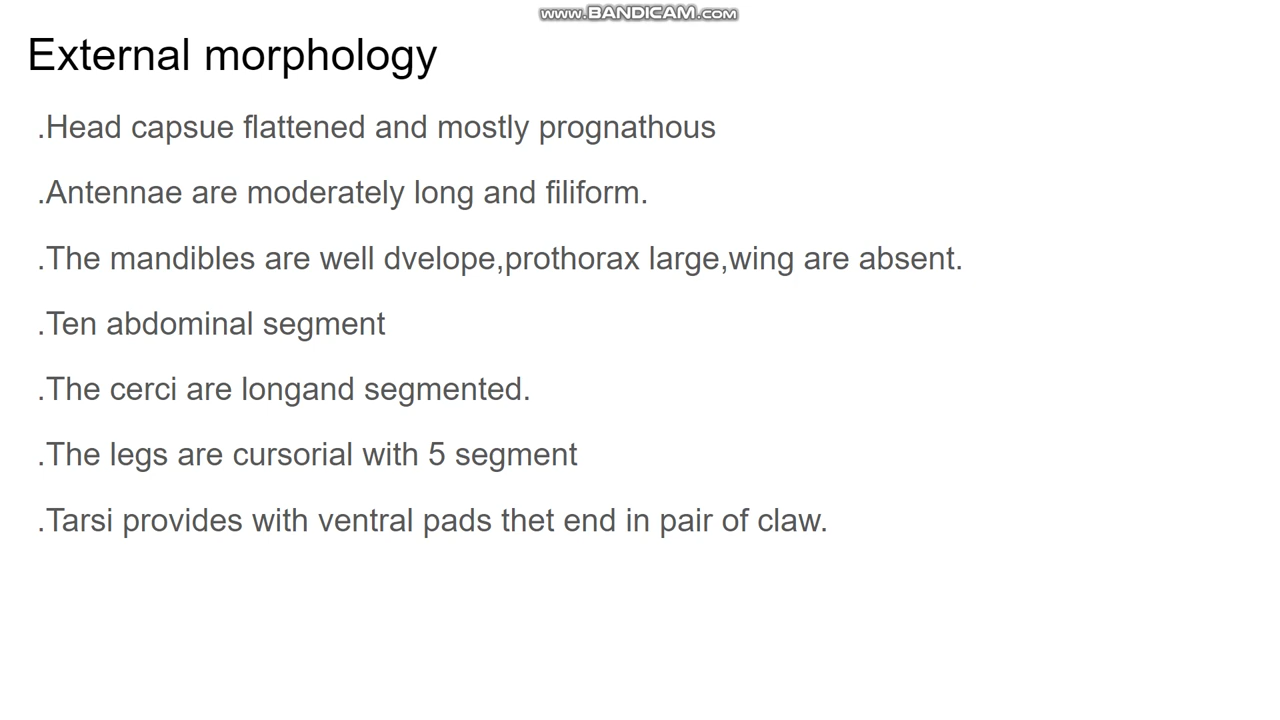 www.BANDICAM.com
External morphology
.Head capsue flattened and mostly prognathous
.Antennae are moderately long and filiform.
.The mandibles are well dvelope,prothorax large,wing are absent.
.Ten abdominal segment
.The cerci are longand segmented.
.The legs are cursorial with 5 segment
.Tarsi provides with ventral pads thet end in pair of claw.